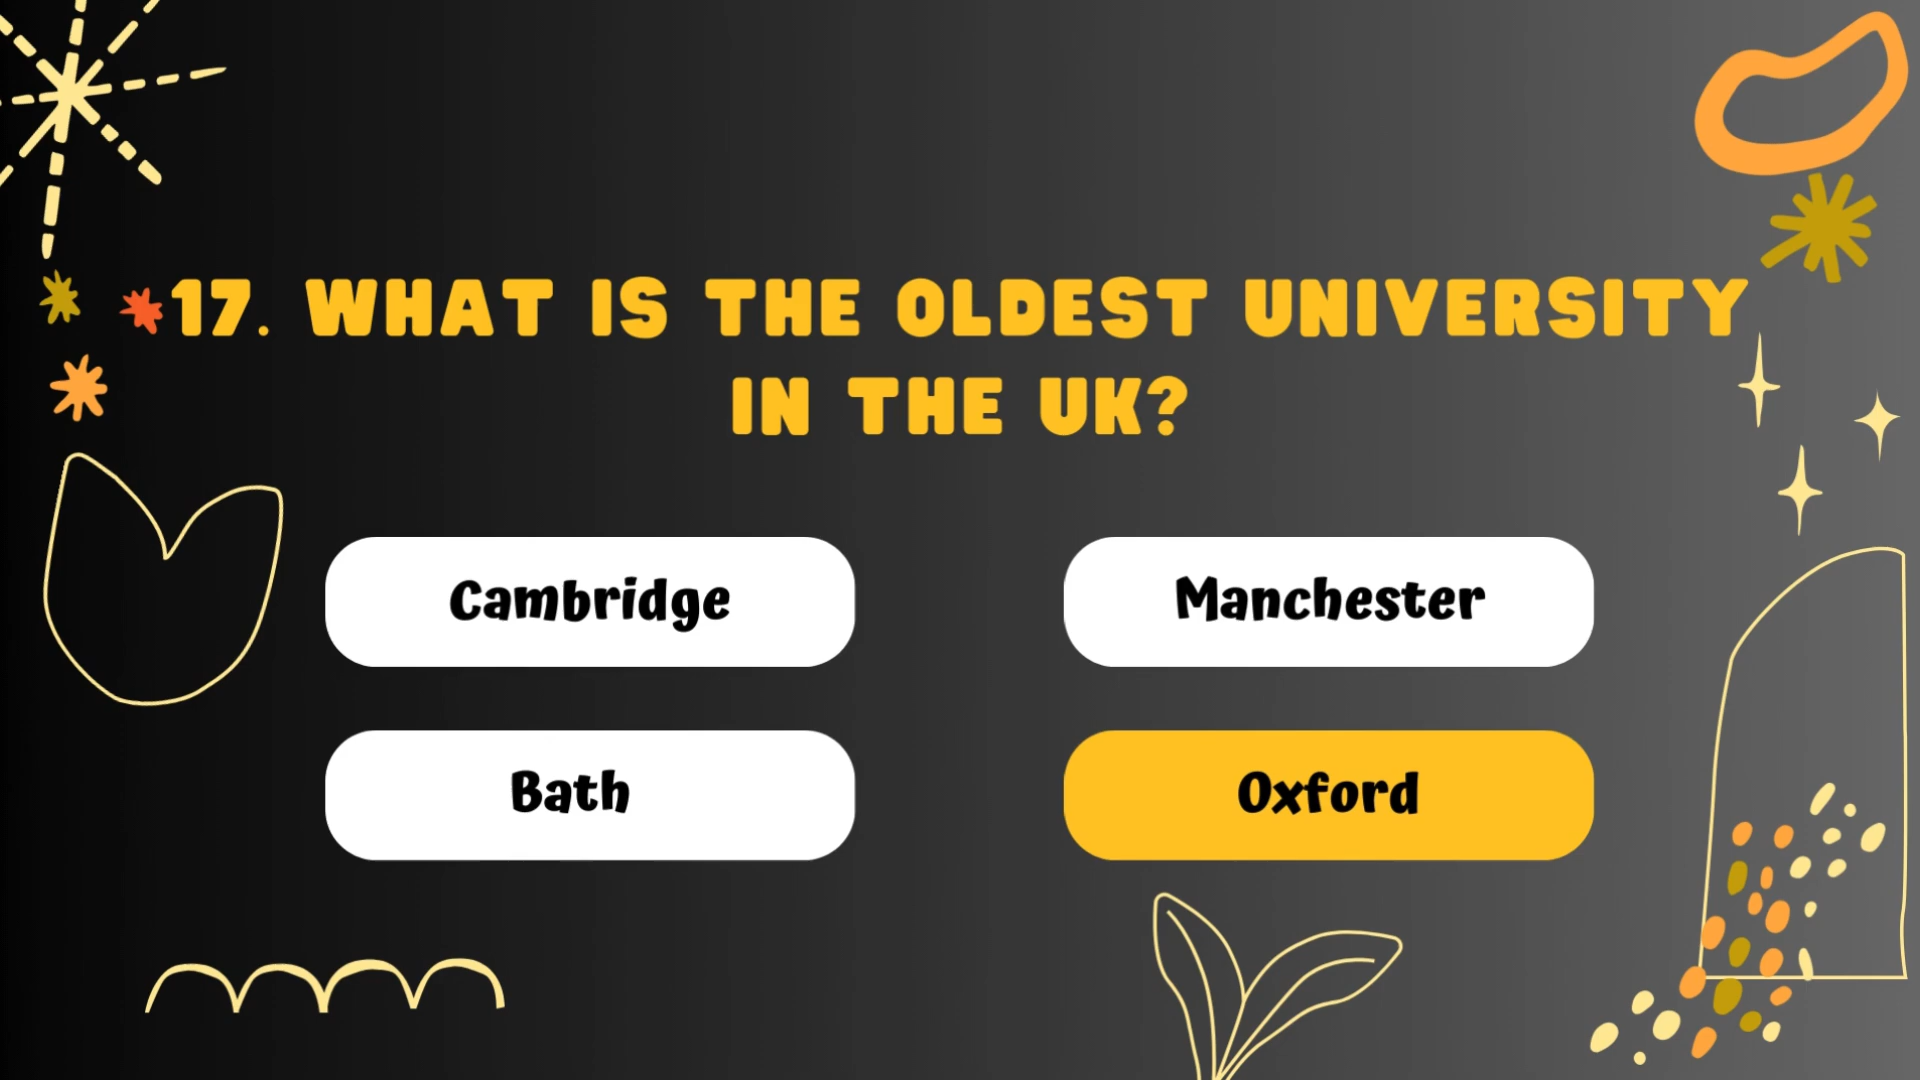 17. WHAT IS THE OLDEST UNIVERSITY
IN THE UK?
Cambridge
Manchester
Bath
Oxford